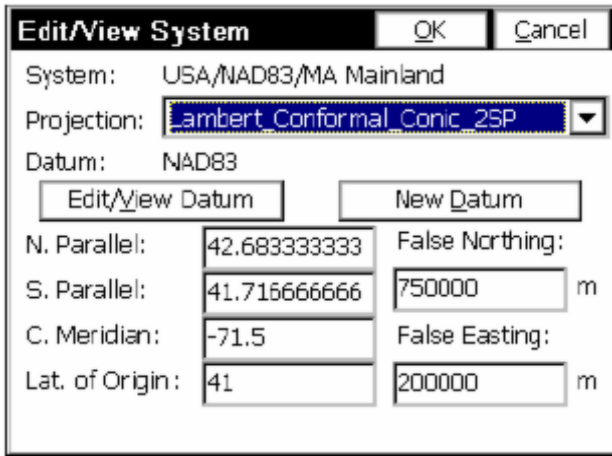 Edit/View System OK Cancel
System: USA/NAD83/MA Mainland
Projection: Lambert_Conformal_Conic_2SP
Datum: NAD83
Edit/View Datum New Datum
N. Parallel: 42.683333333 False Northing:
S. Parallel: 41.716666666 750000 m
C. Meridian: -71.5 False Easting:
Lat. of Origin: 41 200000 m